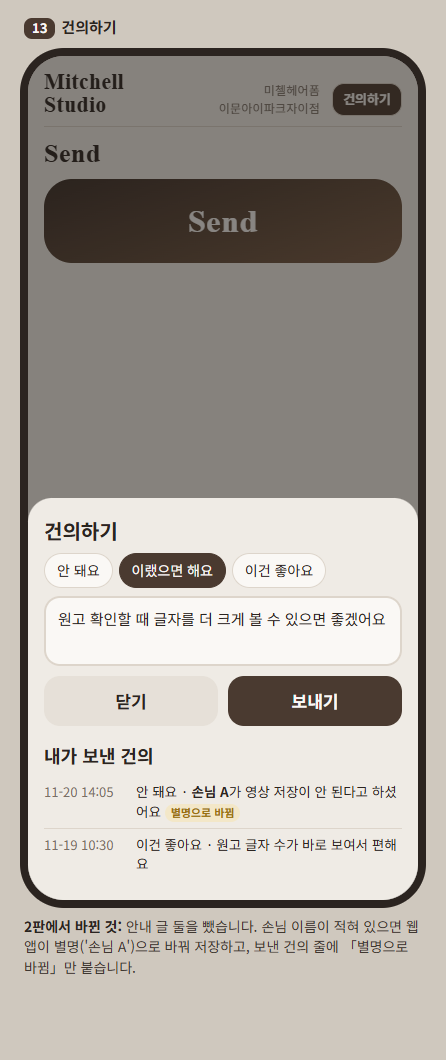 13 건의하기
Mitchell
Studio
미젤헤어폼
이문아이파크자이점
건의하기
Send
Send
건의하기
안 돼요
이랬으면 해요
이건 좋아요
원고 확인할 때 글자를 더 크게 볼 수 있으면 좋겠어요
닫기
보내기
내가 보낸 건의
11-20 14:05
안 돼요 · 손님 A가 영상 저장이 안 된다고 하셨
어요 별명으로 바뀜
11-19 10:30
이건 좋아요 · 원고 글자 수가 바로 보여서 편해
요
2판에서 바뀐 것: 안내 글 둘을 뺐습니다. 손님 이름이 적혀 있으면 웹
앱이 별명('손님 A')으로 바꿔 저장하고, 보낸 건의 줄에 「별명으로
바뀜」만 붙습니다.